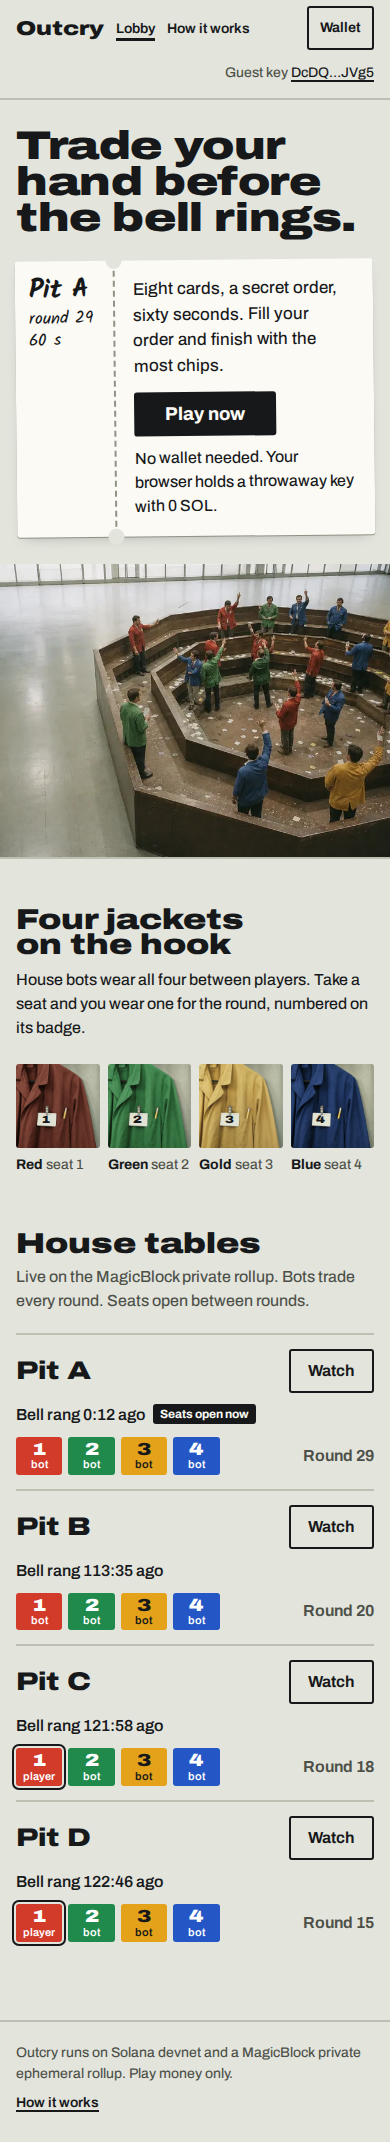 Outcry Lobby How it works Wallet
Guest key DcDQ...JVg5
Trade your
hand before
the bell rings.
Pit A
round 29
60 s
Eight cards, a secret order,
sixty seconds. Fill your
order and finish with the
most chips.
Play now
No wallet needed. Your
browser holds a throwaway key
with 0 SOL.
Four jackets
on the hook
House bots wear all four between players. Take a
seat and you wear one for the round, numbered on
its badge.
1 2 3 4
Red seat 1 Green seat 2 Gold seat 3 Blue seat 4
House tables
Live on the MagicBlock private rollup. Bots trade
every round. Seats open between rounds.
Pit A Watch
Bell rang 0:12 ago Seats open now
1 2 3 4
bot bot bot bot
Round 29
Pit B Watch
Bell rang 113:35 ago
1 2 3 4
bot bot bot bot
Round 20
Pit C Watch
Bell rang 121:58 ago
1 2 3 4
player bot bot bot
Round 18
Pit D Watch
Bell rang 122:46 ago
1 2 3 4
player bot bot bot
Round 15
Outcry runs on Solana devnet and a MagicBlock private
ephemeral rollup. Play money only.
How it works